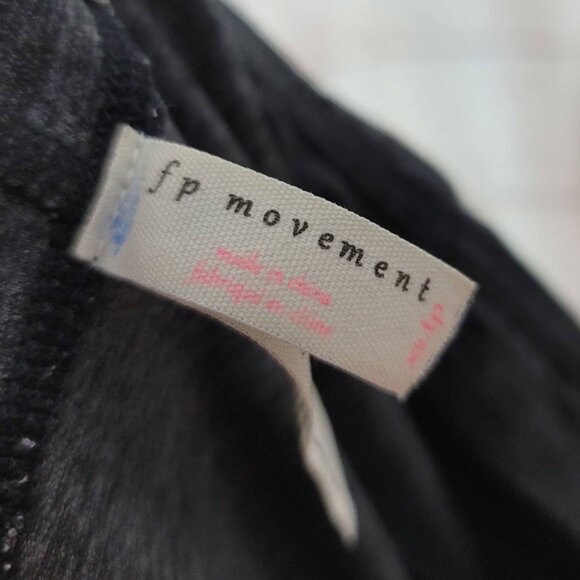 fp movement
made in china
fabriqué en chine